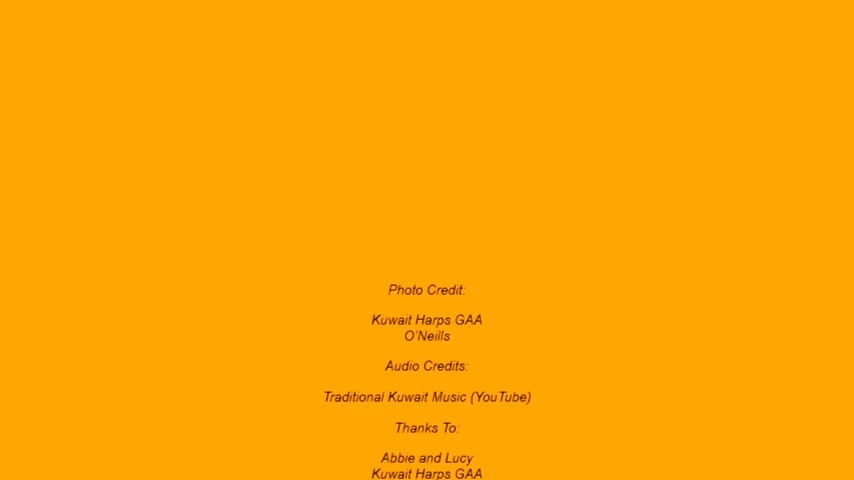 Photo Credit:
Kuwait Harps GAA
O'Neills
Audio Credits:
Traditional Kuwait Music (YouTube)
Thanks To:
Abbie and Lucy
Kuwait Harps GAA